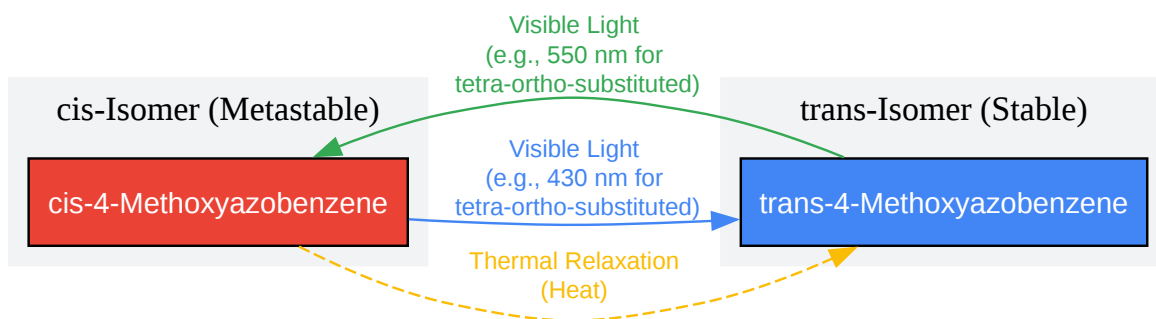 Visible Light
(e.g., 550 nm for
tetra-ortho-substituted)
cis-Isomer (Metastable)
trans-Isomer (Stable)
Visible Light
(e.g., 430 nm for
tetra-ortho-substituted)
cis-4-Methoxyazobenzene
trans-4-Methoxyazobenzene
Thermal Relaxation
(Heat)